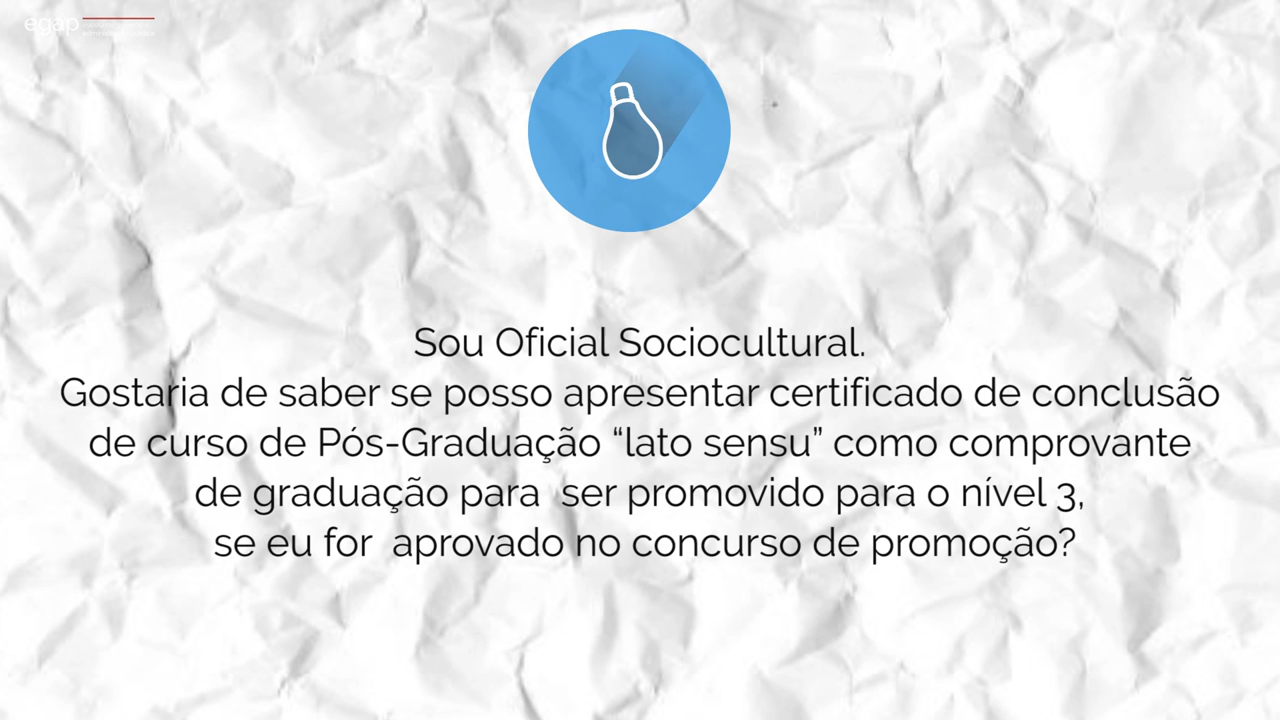 egap
Sou Oficial Sociocultural.
Gostaria de saber se posso apresentar certificado de conclusão
de curso de Pós-Graduação “lato sensu” como comprovante
de graduação para  ser promovido para o nível 3,
se eu for  aprovado no concurso de promoção?